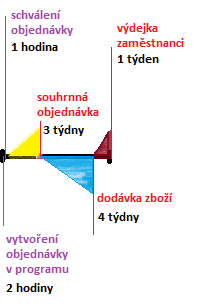 schválení
objednávky
1 hodina
výdejka
zaměstnanci
1 týden
souhrnná
objednávka
3 týdny
dodávka zboží
4 týdny
vytvoření
objednávky
v programu
2 hodiny